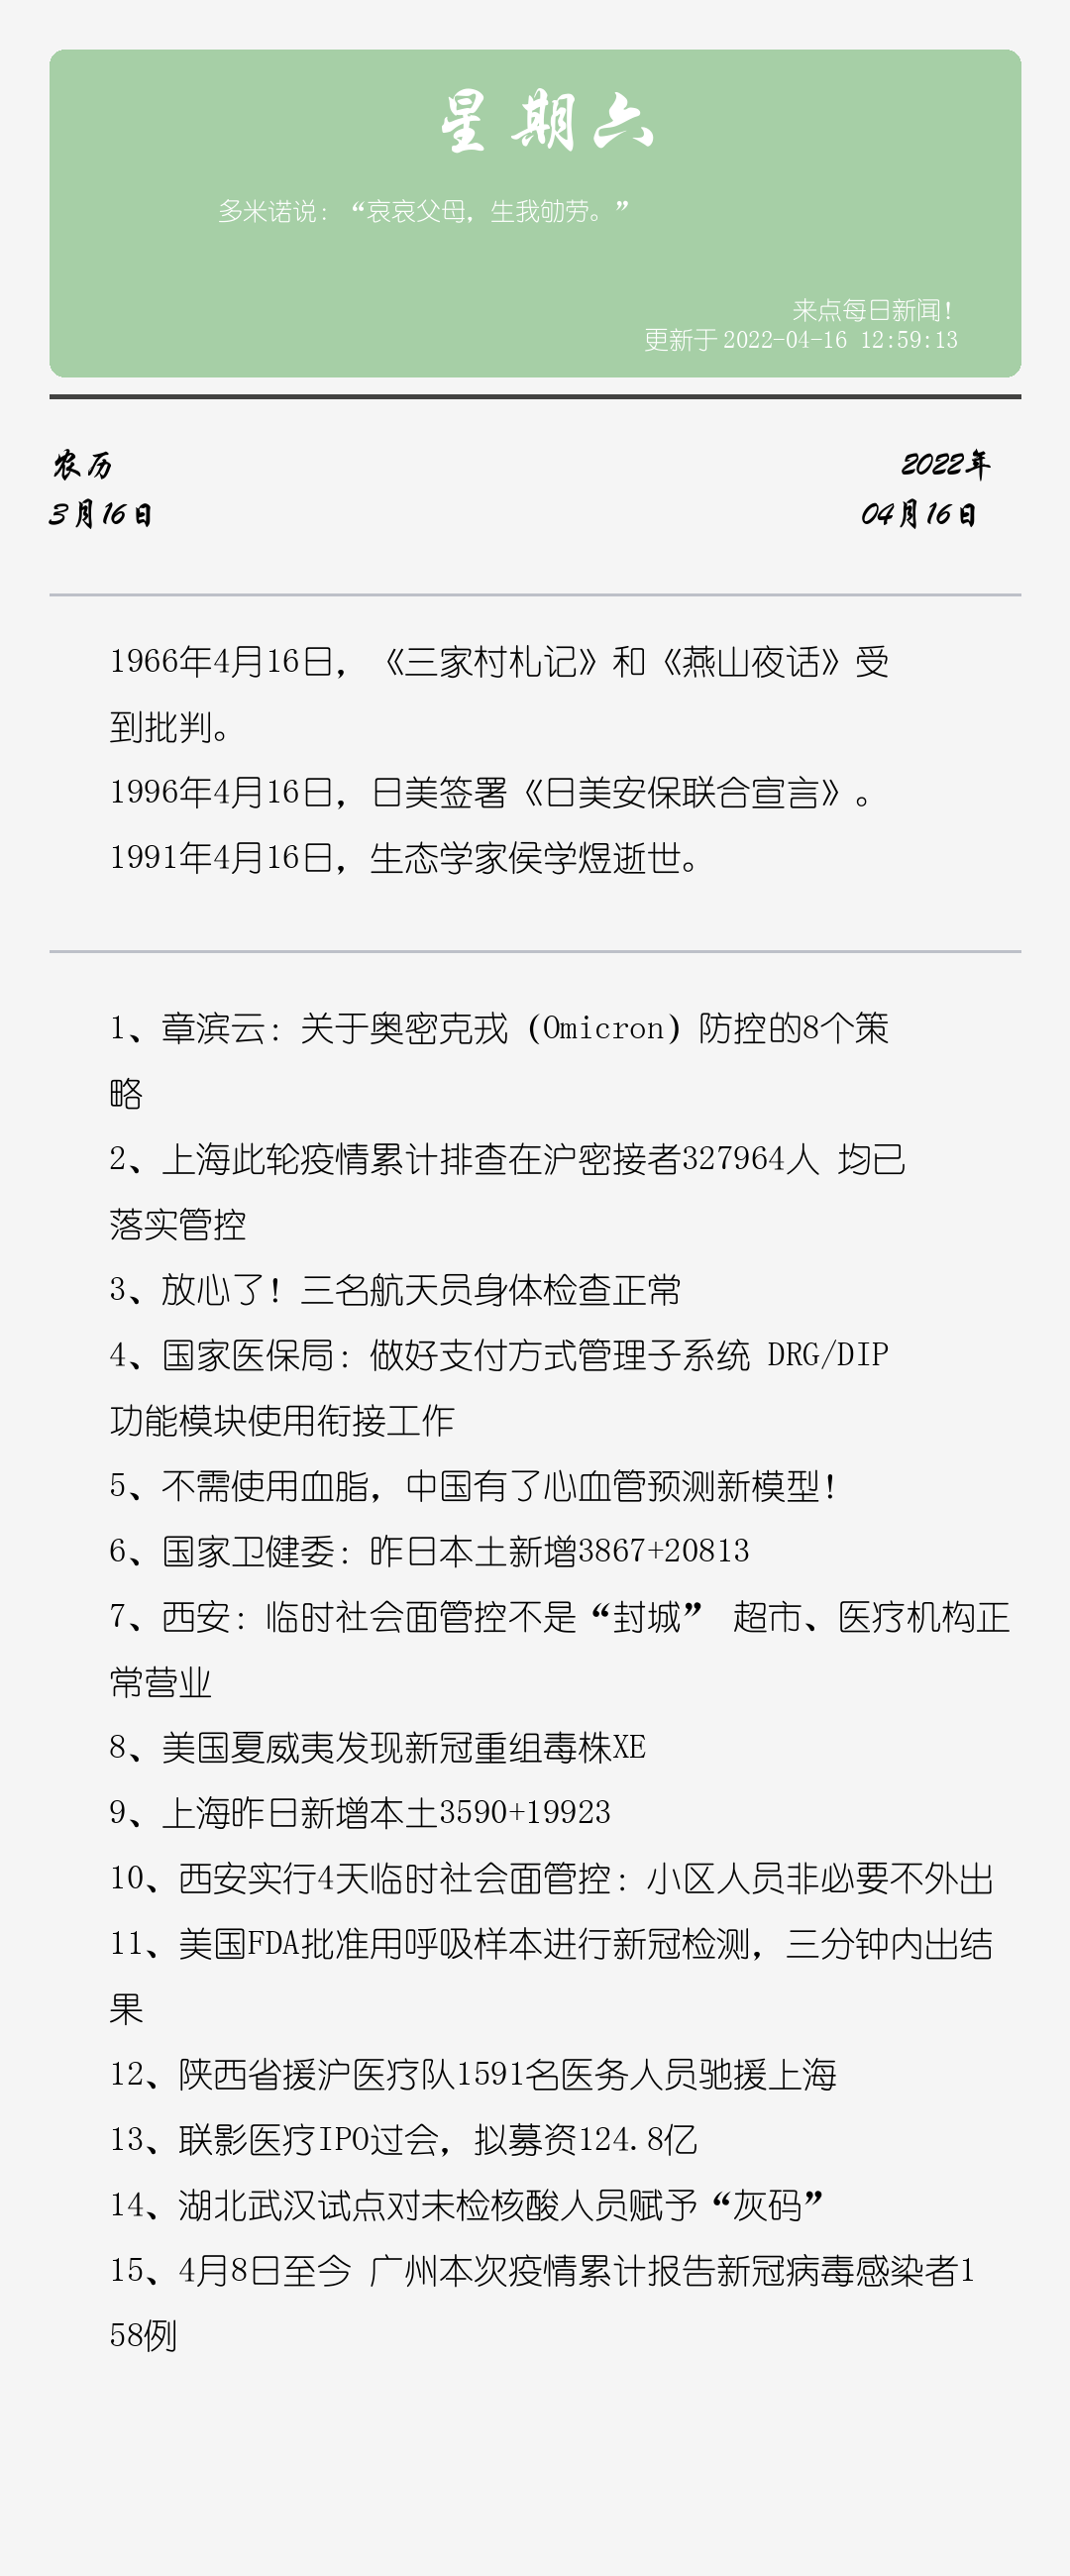 星期六
多米诺说：“哀哀父母，生我劬劳。”
来点每日新闻！
更新于2022-04-16 12:59:13
农历
3月16日
2022年
04月16日
1966年4月16日，《三家村札记》和《燕山夜话》受
到批判。
1996年4月16日，日美签署《日美安保联合宣言》。
1991年4月16日，生态学家侯学煜逝世。
1、章滨云：关于奥密克戎（Omicron）防控的8个策
略
2、上海此轮疫情累计排查在沪密接者327964人 均已
落实管控
3、放心了！三名航天员身体检查正常
4、国家医保局：做好支付方式管理子系统 DRG/DIP
功能模块使用衔接工作
5、不需使用血脂，中国有了心血管预测新模型！
6、国家卫健委：昨日本土新增3867+20813
7、西安：临时社会面管控不是“封城” 超市、医疗机构正
常营业
8、美国夏威夷发现新冠重组毒株XE
9、上海昨日新增本土3590+19923
10、西安实行4天临时社会面管控：小区人员非必要不外出
11、美国FDA批准用呼吸样本进行新冠检测，三分钟内出结
果
12、陕西省援沪医疗队1591名医务人员驰援上海
13、联影医疗IPO过会，拟募资124.8亿
14、湖北武汉试点对未检核酸人员赋予“灰码”
15、4月8日至今 广州本次疫情累计报告新冠病毒感染者1
58例